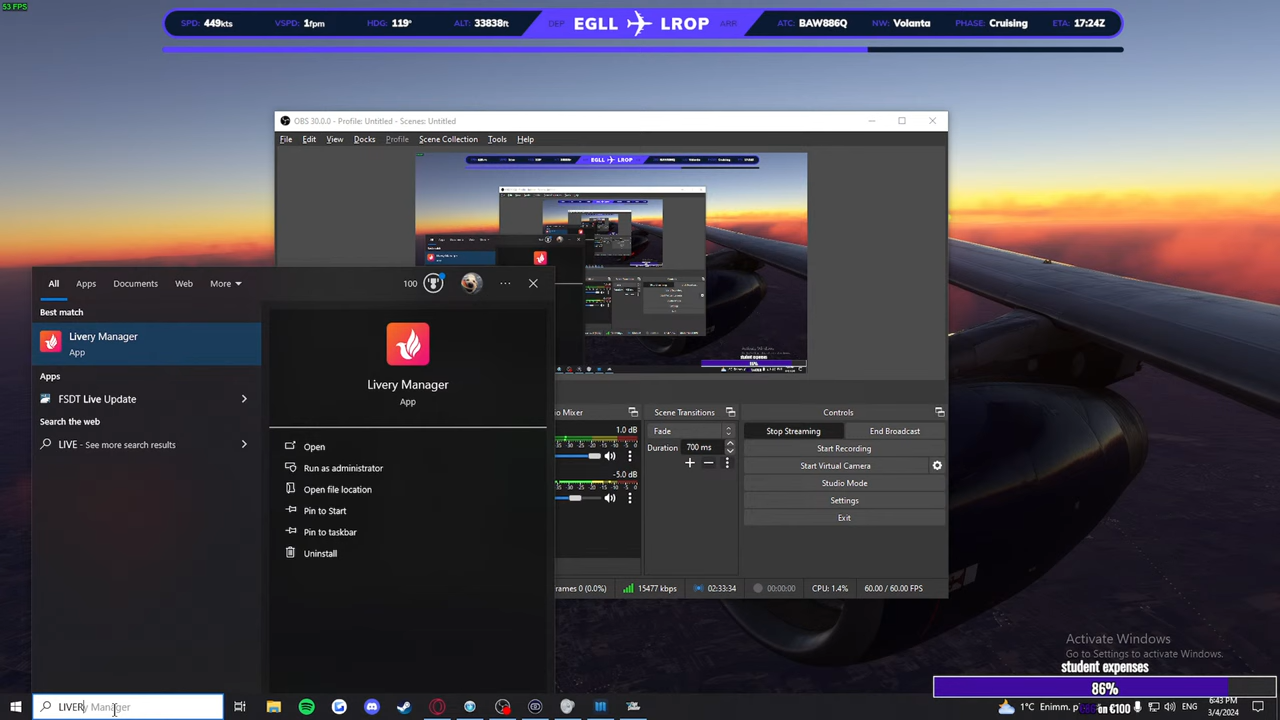 53 FPS
SPD: 449kts VSPD: 1fpm HDG: 119° ALT: 33838ft DEP EGLL LROP ARR ATC: BAW886Q NW: Volanta PHASE: Cruising ETA: 17:24Z
OBS 30.0.0 - Profile: Untitled - Scenes: Untitled
File Edit View Docks Profile Scene Collection Tools Help
All Apps Documents Web More 100
Best match
Livery Manager
App
Apps
FSDT Live Update
Search the web
LIVE - See more search results
Livery Manager
App
Open
Run as administrator
Open file location
Pin to Start
Pin to taskbar
Uninstall
o Mixer
1.0 dB
-5.0 dB
Scene Transitions
Fade
Duration 700 ms
Controls
Stop Streaming End Broadcast
Start Recording
Start Virtual Camera
Studio Mode
Settings
Exit
rames 0 (0.0%) 15477 kbps 02:33:34 00:00:00 CPU: 1.4% 60.00 / 60.00 FPS
Activate Windows
Go to Settings to activate Windows.
student expenses
86%
on €100
LIVERy Manager
1°C Enimm. ENG
6:43 PM
3/4/2024